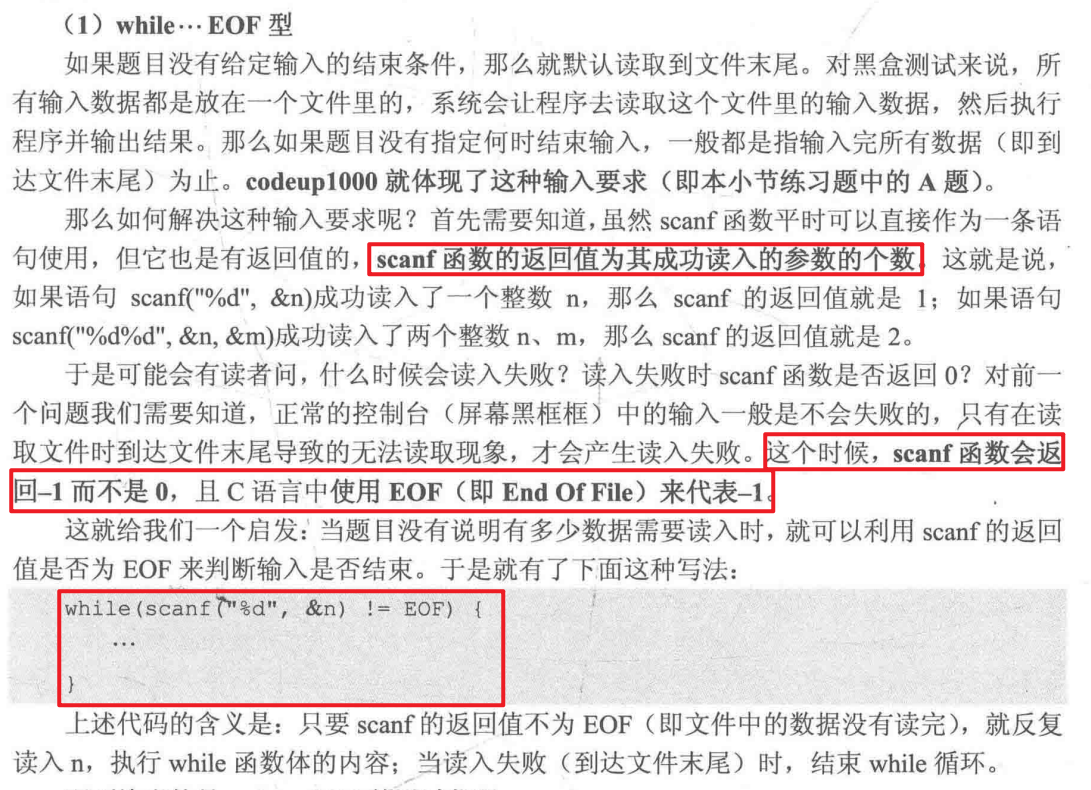 （1）while… EOF 型
如果题目没有给定输入的结束条件，那么就默认读取到文件末尾。对黑盒测试来说，所
有输入数据都是放在一个文件里的，系统会让程序去读取这个文件里的输入数据，然后执行
程序并输出结果。那么如果题目没有指定何时结束输入，一般都是指输入完所有数据（即到
达文件末尾）为止。codeup1000 就体现了这种输入要求（即本小节练习题中的 A 题）。
那么如何解决这种输入要求呢？首先需要知道，虽然 scanf 函数平时可以直接作为一条语
句使用，但它也是有返回值的，scanf 函数的返回值为其成功读入的参数的个数。这就是说，
如果语句 scanf("%d", &n)成功读入了一个整数 n，那么 scanf 的返回值就是 1；如果语句
scanf("%d%d", &n, &m)成功读入了两个整数 n、m，那么 scanf 的返回值就是 2。
于是可能会有读者问，什么时候会读入失败？读入失败时 scanf 函数是否返回 0？对前一
个问题我们需要知道，正常的控制台（屏幕黑框框）中的输入一般是不会失败的，只有在读
取文件时到达文件末尾导致的无法读取现象，才会产生读入失败。这个时候，scanf 函数会返
回–1 而不是 0，且 C 语言中使用 EOF（即 End Of File）来代表–1。
这就给我们一个启发：当题目没有说明有多少数据需要读入时，就可以利用 scanf 的返回
值是否为 EOF 来判断输入是否结束。于是就有了下面这种写法：
while(scanf("%d", &n) != EOF) {
...
}
上述代码的含义是：只要 scanf 的返回值不为 EOF（即文件中的数据没有读完），就反复
读入 n，执行 while 函数体的内容；当读入失败（到达文件末尾）时，结束 while 循环。